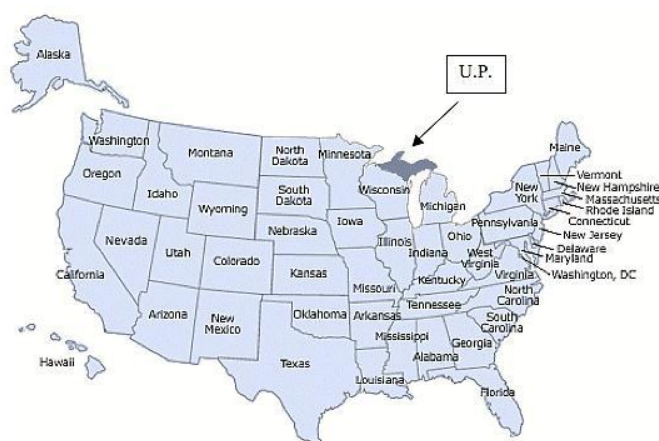 Alaska
U.P.
Washington
Montana
North
Dakota
Minnesota
Maine
Oregon
Idaho
Wyoming
South
Dakota
Wisconsin
Michigan
New
York
Vermont
New Hampshire
Massachusetts
Rhode Island
Connecticut
New Jersey
Delaware
Maryland
Washington, DC
Nevada
Utah
Colorado
Nebraska
Iowa
Illinois
Indiana
Ohio
Pennsylvania
West
Virginia
Virginia
California
Kansas
Missouri
Kentucky
North
Carolina
Tennessee
South
Carolina
Arizona
New
Mexico
Oklahoma
Arkansas
Mississippi
Alabama
Georgia
Texas
Louisiana
Florida
Hawaii